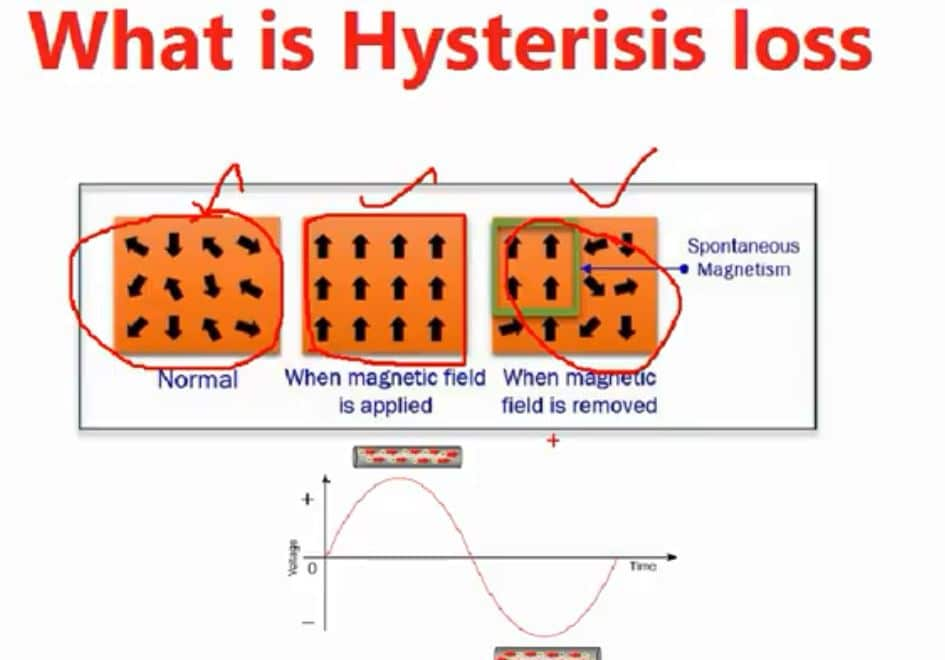 What is Hysterisis loss
Spontaneous
Magnetism
Normal
When magnetic field
is applied
When magnetic
field is removed
+
+
Voltage
0
Time
−